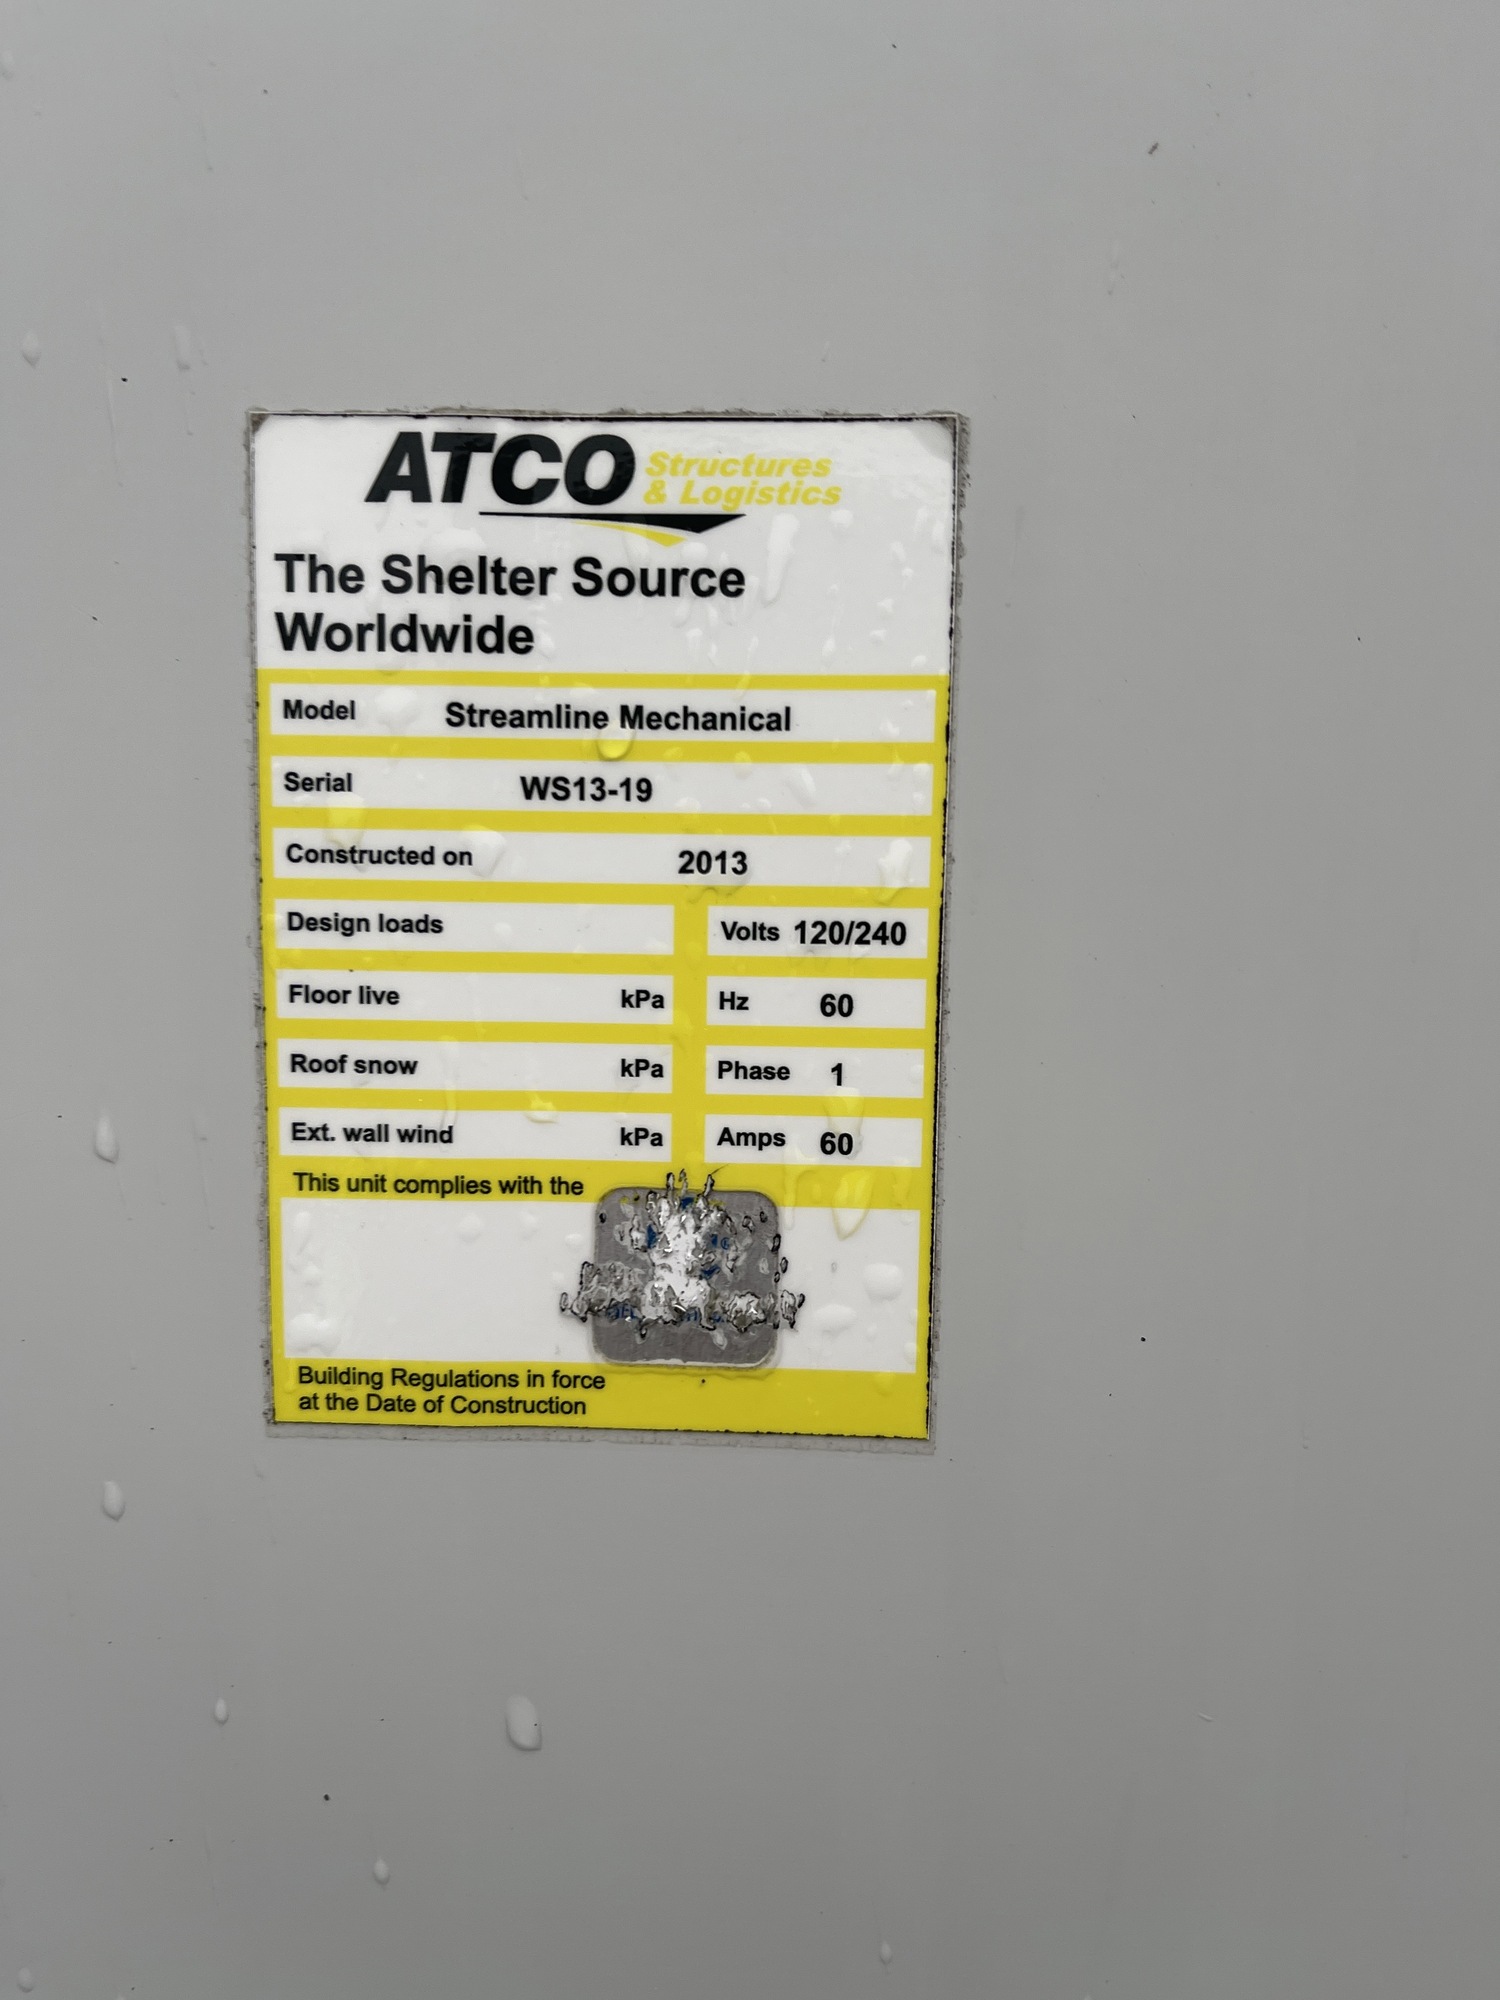 ATCO Structures
& Logistics
The Shelter Source
Worldwide
Model Streamline Mechanical
Serial WS13-19
Constructed on 2013
Design loads Volts 120/240
Floor live kPa Hz 60
Roof snow kPa Phase 1
Ext. wall wind kPa Amps 60
This unit complies with the
Building Regulations in force
at the Date of Construction